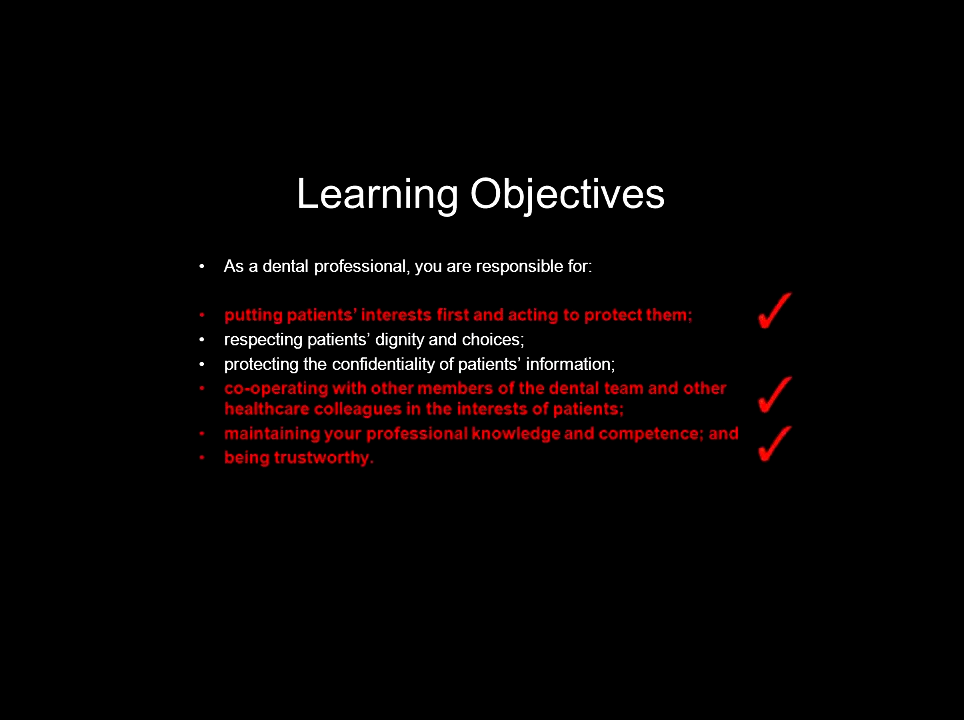 Learning Objectives
• As a dental professional, you are responsible for:
• putting patients’ interests first and acting to protect them;
• respecting patients’ dignity and choices;
• protecting the confidentiality of patients’ information;
• co-operating with other members of the dental team and other
healthcare colleagues in the interests of patients;
• maintaining your professional knowledge and competence; and
• being trustworthy.